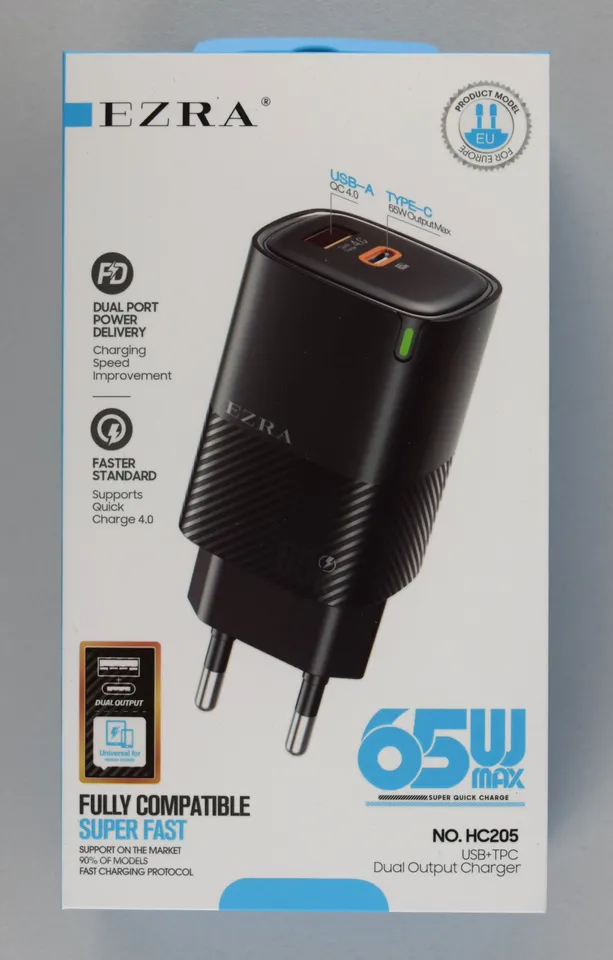 EZRA®
PRODUCT MODEL
EU
FOR EUROPE
USB-A
QC 4.0
TYPE-C
65W Output Max
4.0
PD
DUAL PORT
POWER
DELIVERY
Charging
Speed
Improvement
EZRA
FASTER
STANDARD
Supports
Quick
Charge 4.0
DUAL OUTPUT
Universal for
65W
MAX
SUPER QUICK CHARGE
FULLY COMPATIBLE
SUPER FAST
SUPPORT ON THE MARKET
90% OF MODELS
FAST CHARGING PROTOCOL
NO. HC205
USB+TPC
Dual Output Charger